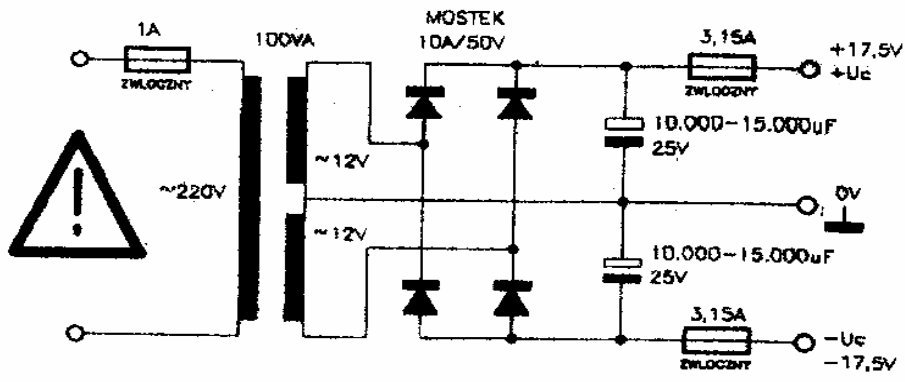 1A
ZWLOCZNY
100VA
MOSTEK
10A/50V
3,15A
ZWLOCZNY
+17,5V
+Uc
10.000-15.000uF
25V
~220V
~12V
~12V
0V
10.000-15.000uF
25V
3,15A
ZWLOCZNY
-Uc
-17,5V
!